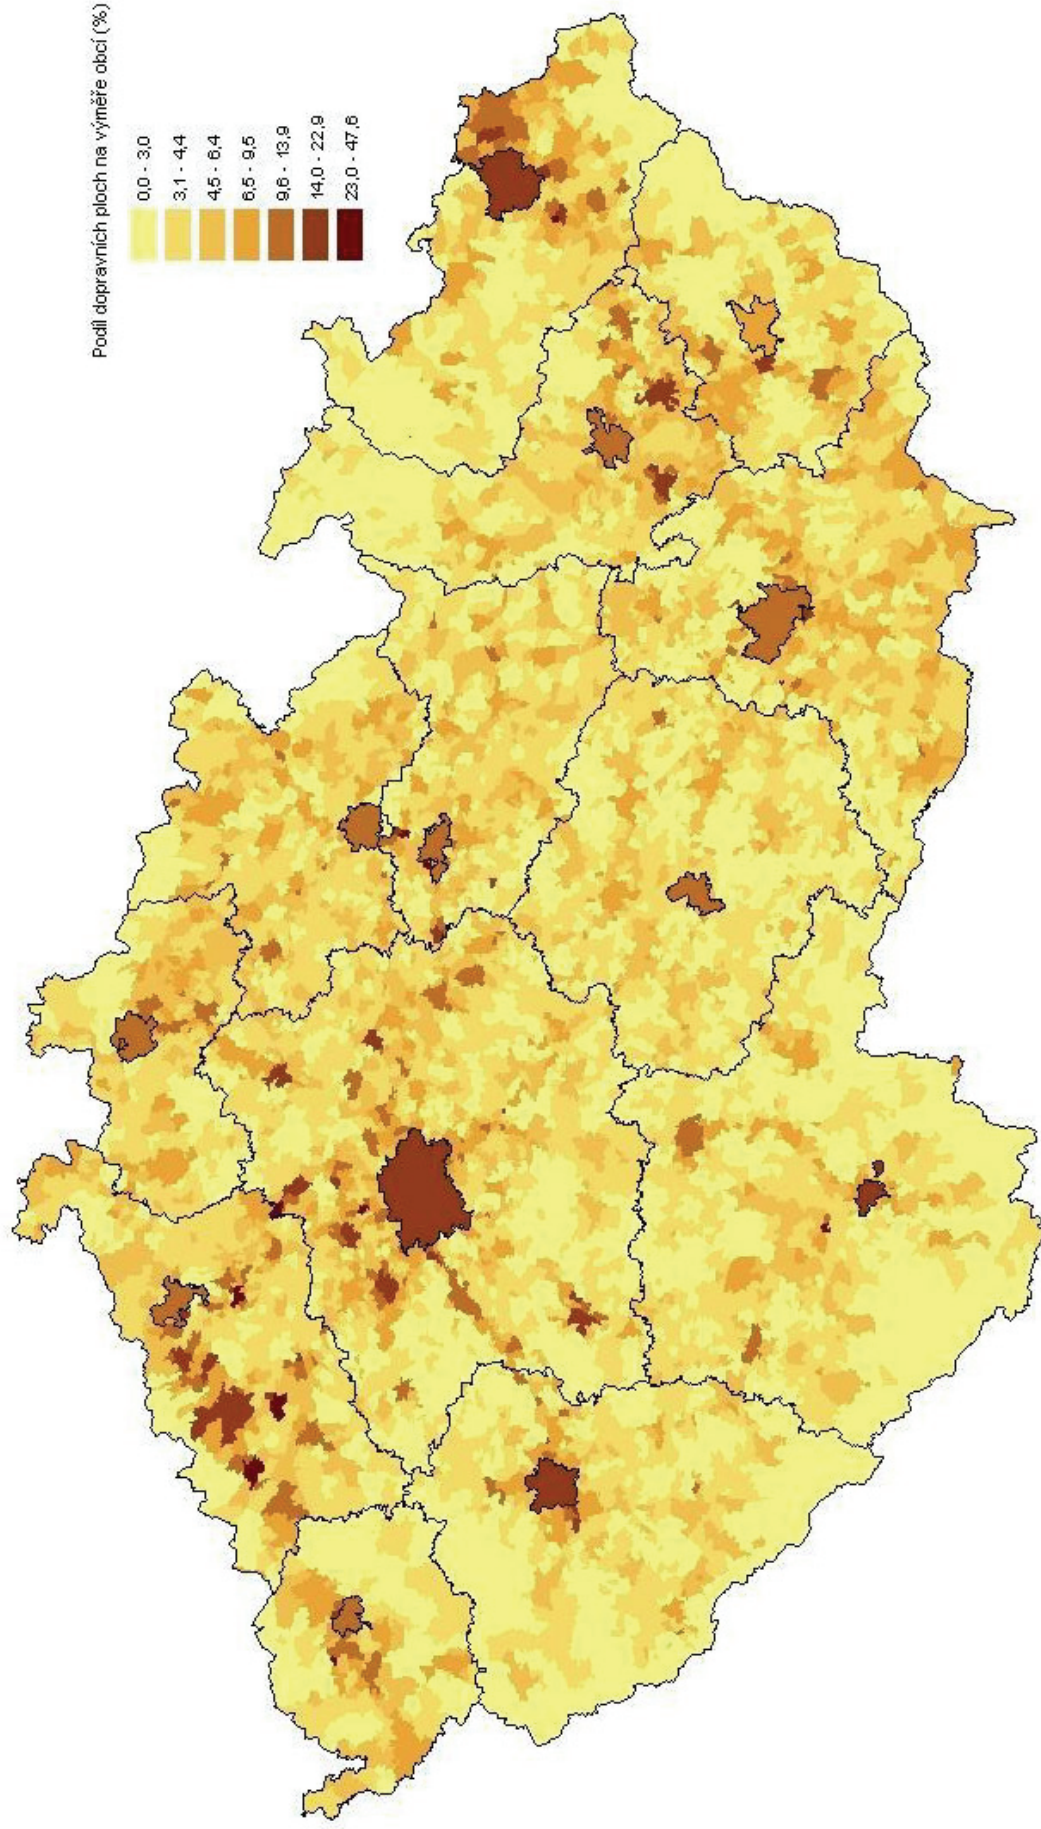 Podíl dopravních ploch na výměře obcí (%)
0,0 - 3,0
3,1 - 4,4
4,5 - 6,4
6,5 - 9,5
9,6 - 13,9
14,0 - 22,9
23,0 - 47,6